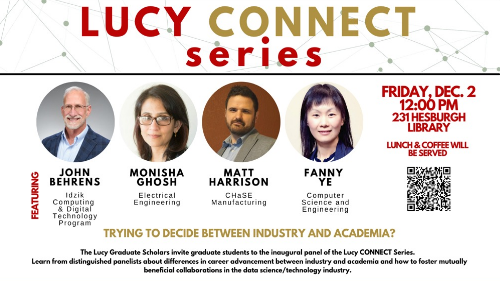 LUCY CONNECT
series
FRIDAY, DEC. 2
12:00 PM
231 HESBURGH
LIBRARY
LUNCH & COFFEE WILL
BE SERVED
FEATURING
JOHN
BEHRENS
Idzik
Computing
& Digital
Technology
Program
MONISHA
GHOSH
Electrical
Engineering
MATT
HARRISON
CHaSE
Manufacturing
FANNY
YE
Computer
Science and
Engineering
TRYING TO DECIDE BETWEEN INDUSTRY AND ACADEMIA?
The Lucy Graduate Scholars invite graduate students to the inaugural panel of the Lucy CONNECT Series.
Learn from distinguished panelists about differences in career advancement between industry and academia and how to foster mutually
beneficial collaborations in the data science/technology industry.